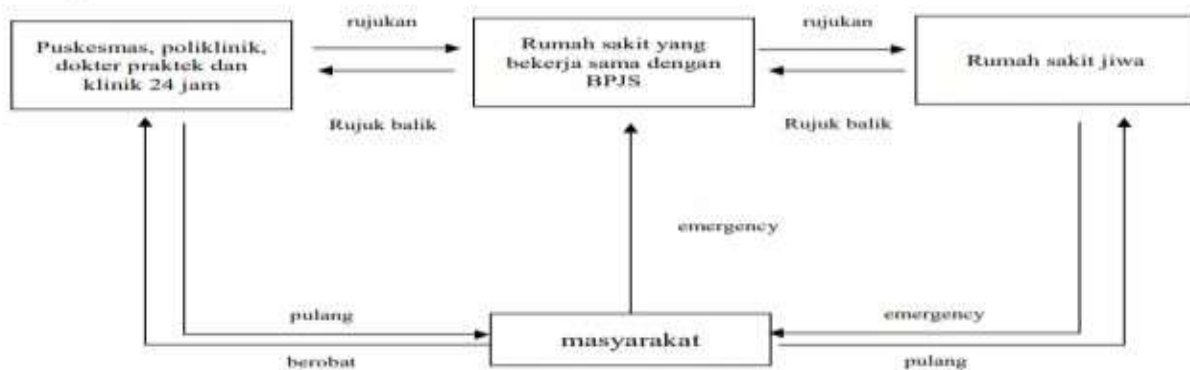 rujukan
Puskesmas, poliklinik,
dokter praktek dan
klinik 24 jam
Rumah sakit yang
bekerja sama dengan
BPJS
rujukan
Rumah sakit jiwa
Rujuk balik
Rujuk balik
emergency
pulang
masyarakat
emergency
berobat
pulang